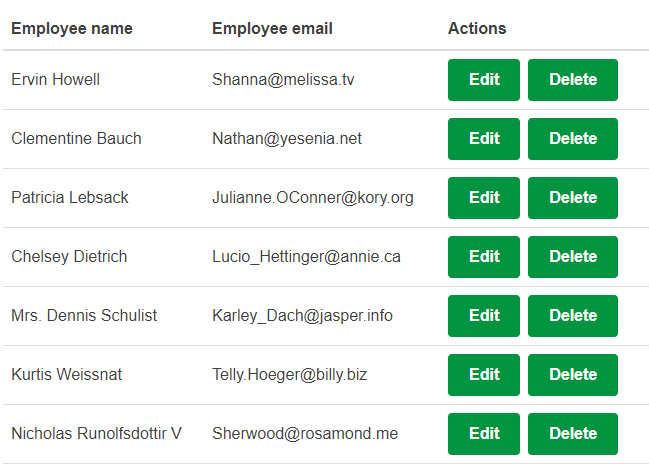 Employee name Employee email Actions
Ervin Howell Shanna@melissa.tv Edit Delete
Clementine Bauch Nathan@yesenia.net Edit Delete
Patricia Lebsack Julianne.OConner@kory.org Edit Delete
Chelsey Dietrich Lucio_Hettinger@annie.ca Edit Delete
Mrs. Dennis Schulist Karley_Dach@jasper.info Edit Delete
Kurtis Weissnat Telly.Hoeger@billy.biz Edit Delete
Nicholas Runolfsdottir V Sherwood@rosamond.me Edit Delete